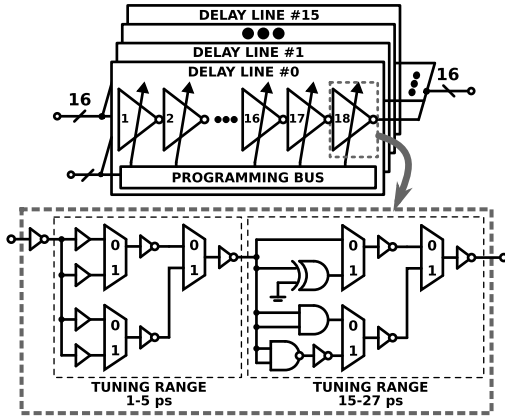 DELAY LINE #15
DELAY LINE #1
DELAY LINE #0
16
16
1 2 16 17 18
PROGRAMMING BUS
0 0 0 0
1 1 1 1
0 0
1 1
TUNING RANGE TUNING RANGE
1-5 ps 15-27 ps